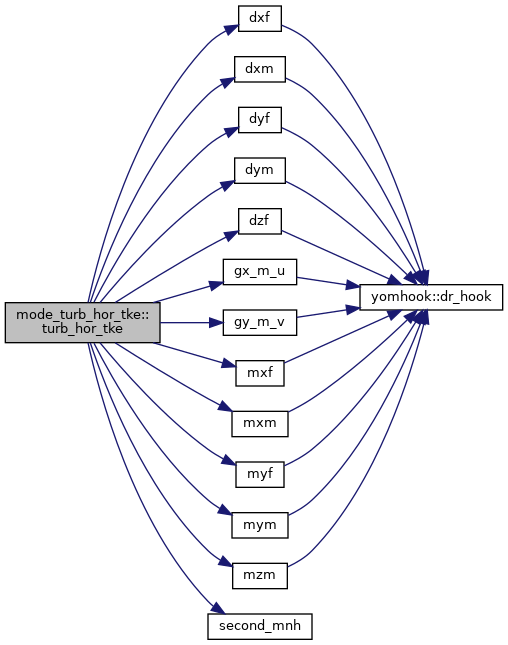 dxf
dxm
dyf
dym
dzf
gx_m_u
yomhook::dr_hook
mode_turb_hor_tke::
turb_hor_tke
gy_m_v
mxf
mxm
myf
mym
mzm
second_mnh